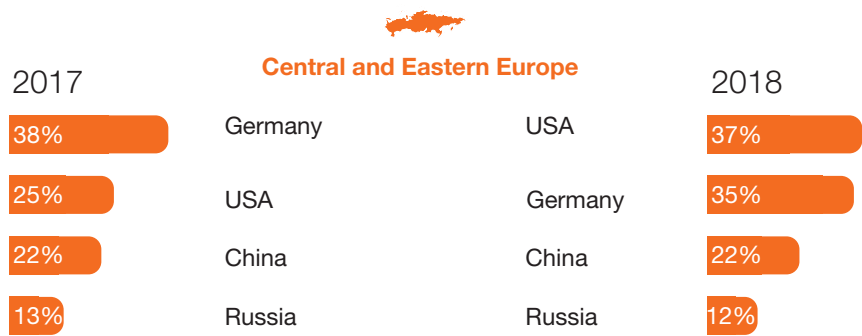 Central and Eastern Europe
2017
2018
38% Germany USA 37%
25% USA Germany 35%
22% China China 22%
13% Russia Russia 12%